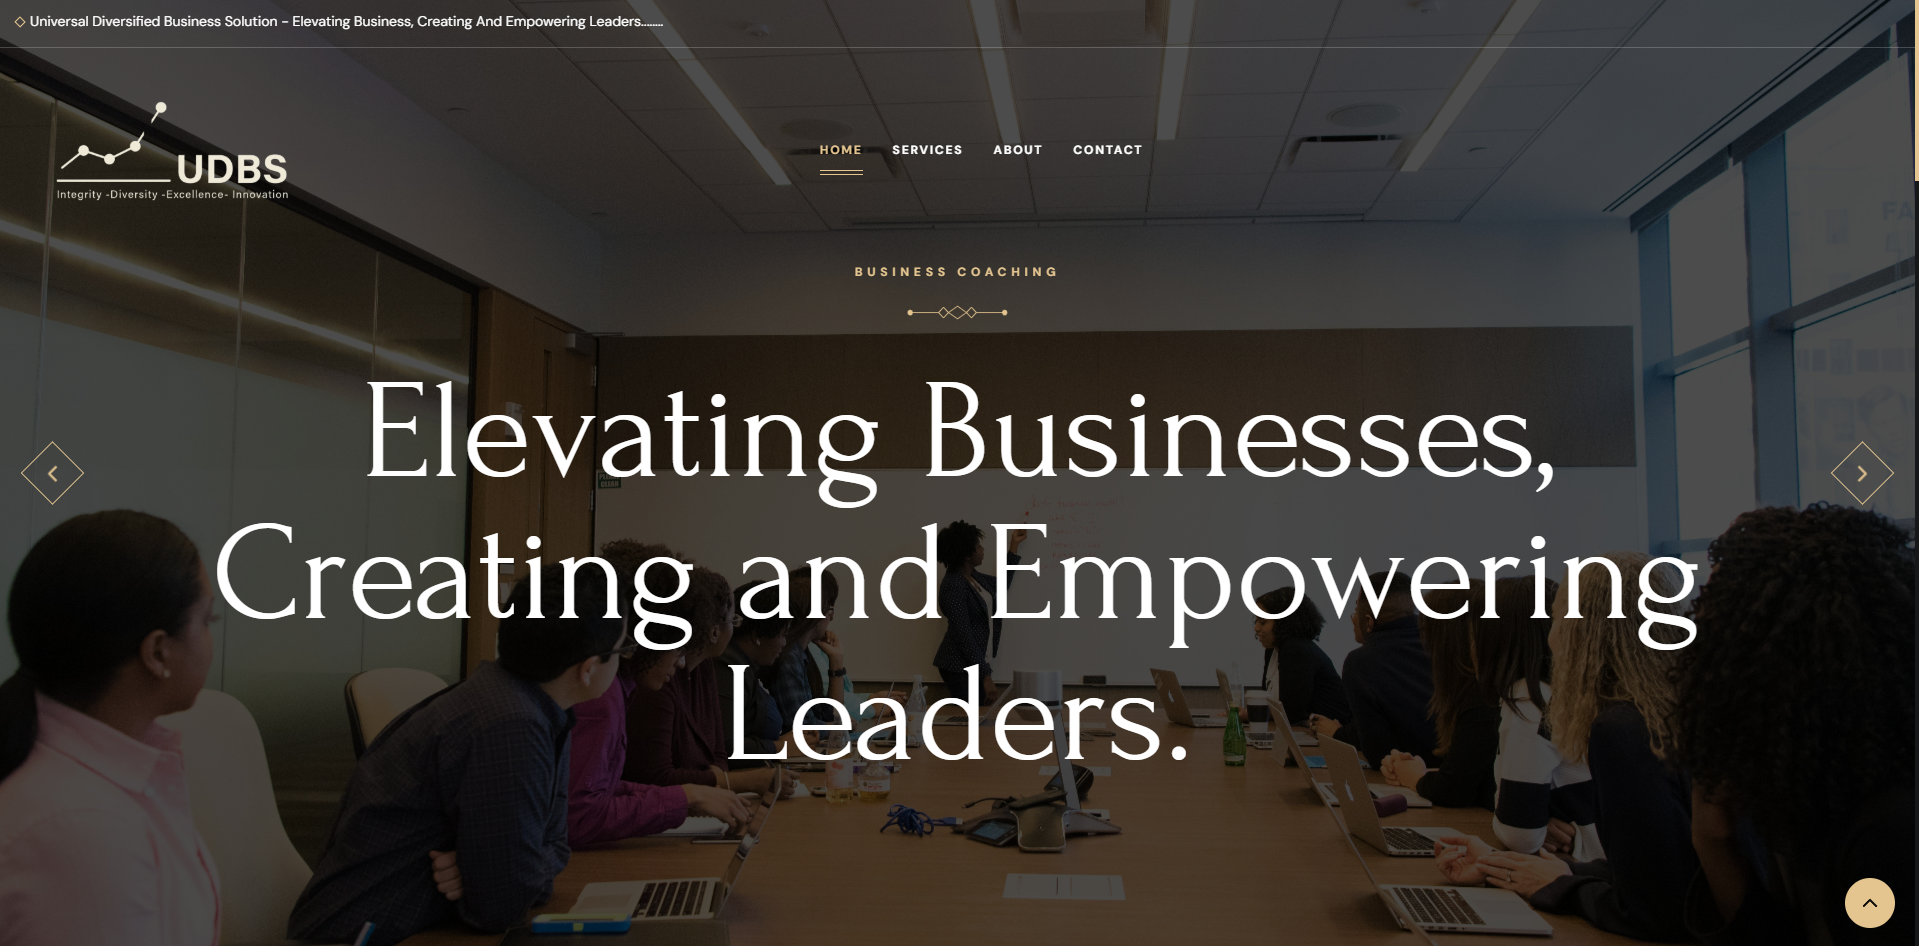 Universal Diversified Business Solution - Elevating Business, Creating And Empowering Leaders........
UDBS
Integrity -Diversity -Excellence- Innovation
HOME SERVICES ABOUT CONTACT
BUSINESS COACHING
Elevating Businesses,
Creating and Empowering
Leaders.